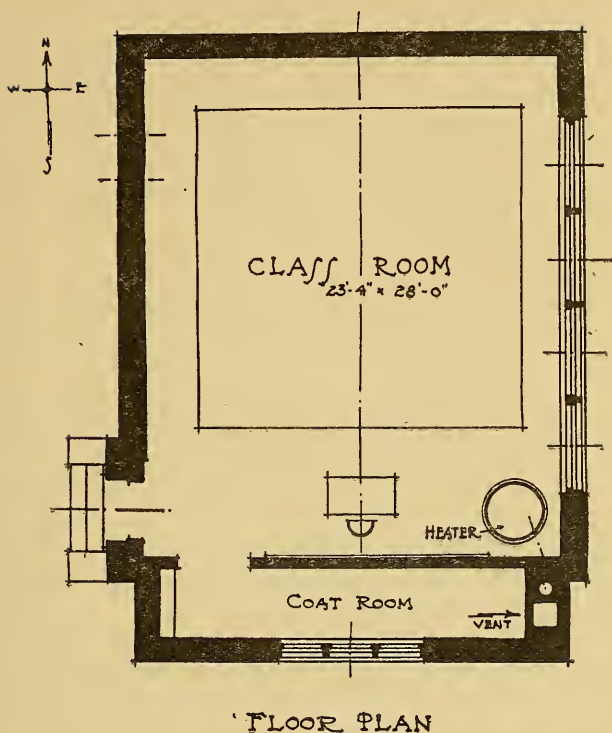 N
W E
S
CLASS ROOM
23'-4" x 28'-0"
HEATER
COAT ROOM
VENT
FLOOR PLAN